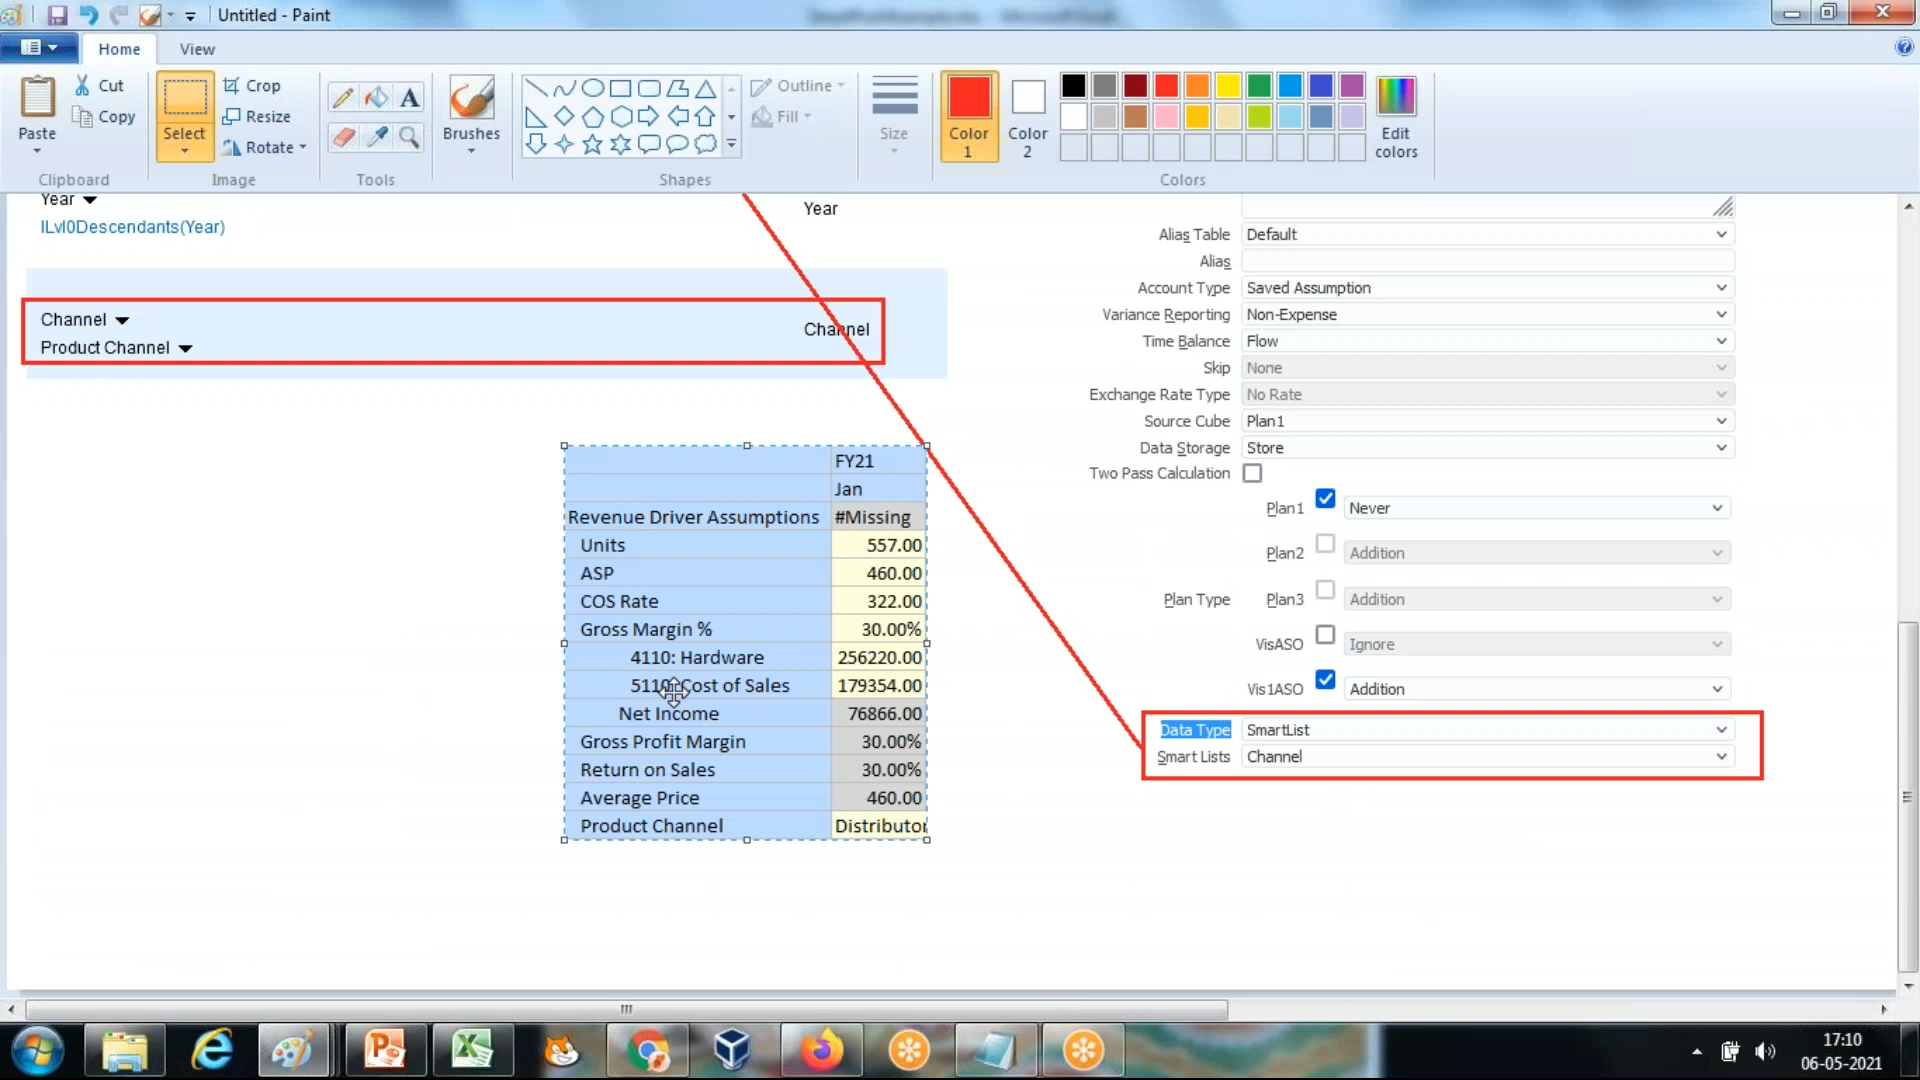 Untitled - Paint
Home
View
Paste
Cut
Copy
Clipboard
Select
Crop
Resize
Rotate
Image
A
Tools
Brushes
Shapes
Outline
Fill
Size
Color 1
Color 2
Edit colors
Colors
Year
ILvl0Descendants(Year)
Year
Channel
Product Channel
Channel
FY21
Jan
Revenue Driver Assumptions #Missing
Units 557.00
ASP 460.00
COS Rate 322.00
Gross Margin % 30.00%
4110: Hardware 256220.00
5110: Cost of Sales 179354.00
Net Income 76866.00
Gross Profit Margin 30.00%
Return on Sales 30.00%
Average Price 460.00
Product Channel Distributor
Alias Table Default
Alias
Account Type Saved Assumption
Variance Reporting Non-Expense
Time Balance Flow
Skip None
Exchange Rate Type No Rate
Source Cube Plan1
Data Storage Store
Two Pass Calculation
Plan1 Never
Plan2 Addition
Plan Type Plan3 Addition
VisASO Ignore
Vis1ASO Addition
Data Type SmartList
Smart Lists Channel
17:10
06-05-2021